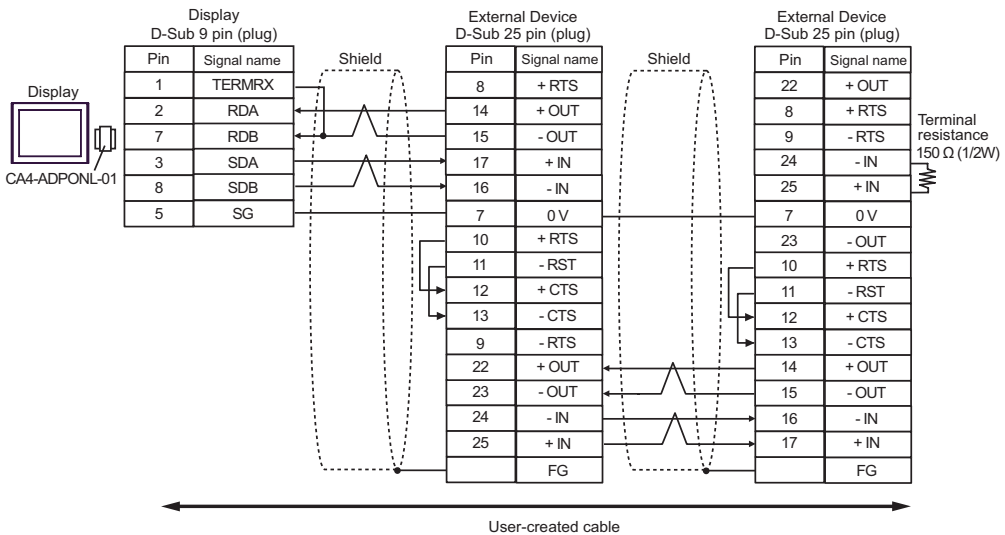 Display
D-Sub 9 pin (plug)
Pin Signal name
1 TERMRX
2 RDA
7 RDB
3 SDA
8 SDB
5 SG
Display
CA4-ADPONL-01
Shield
External Device
D-Sub 25 pin (plug)
Pin Signal name
8 + RTS
14 + OUT
15 - OUT
17 + IN
16 - IN
7 0 V
10 + RTS
11 - RST
12 + CTS
13 - CTS
9 - RTS
22 + OUT
23 - OUT
24 - IN
25 + IN
FG
Shield
External Device
D-Sub 25 pin (plug)
Pin Signal name
22 + OUT
8 + RTS
9 - RTS
24 - IN
25 + IN
7 0 V
23 - OUT
10 + RTS
11 - RST
12 + CTS
13 - CTS
14 + OUT
15 - OUT
16 - IN
17 + IN
FG
Terminal
resistance
150 Ω (1/2W)
User-created cable